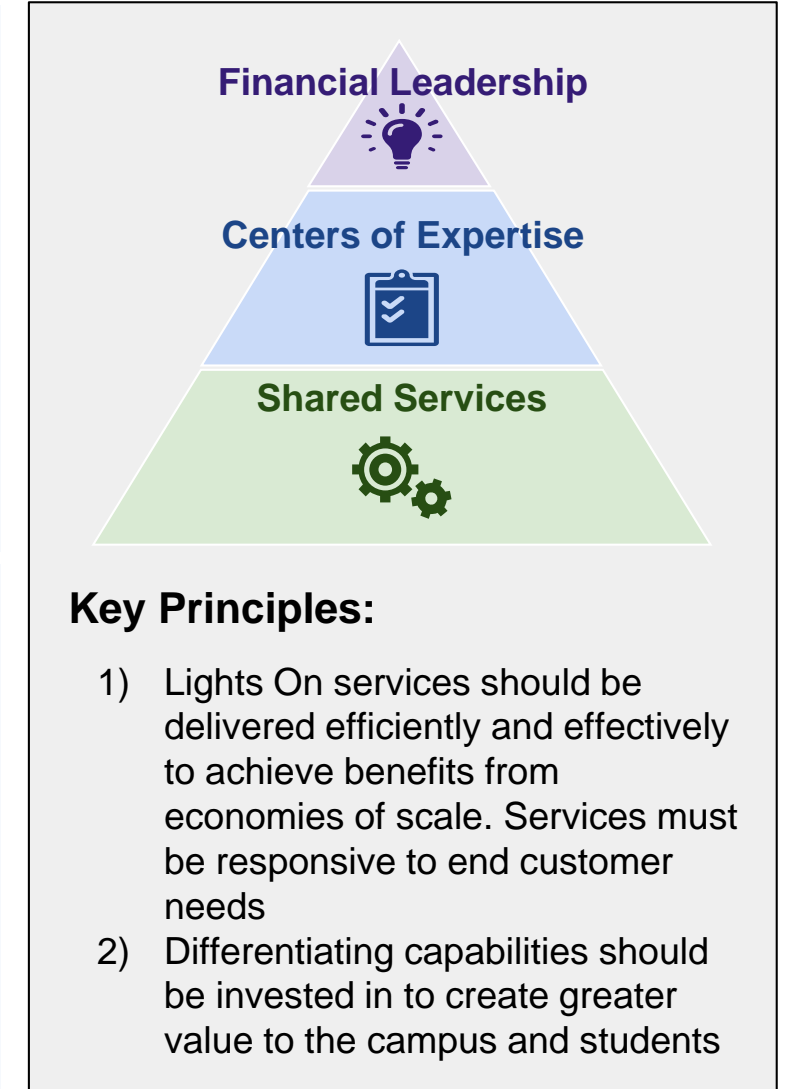 Financial Leadership
Centers of Expertise
Shared Services
Key Principles:
1) Lights On services should be
delivered efficiently and effectively
to achieve benefits from
economies of scale. Services must
be responsive to end customer
needs
2) Differentiating capabilities should
be invested in to create greater
value to the campus and students